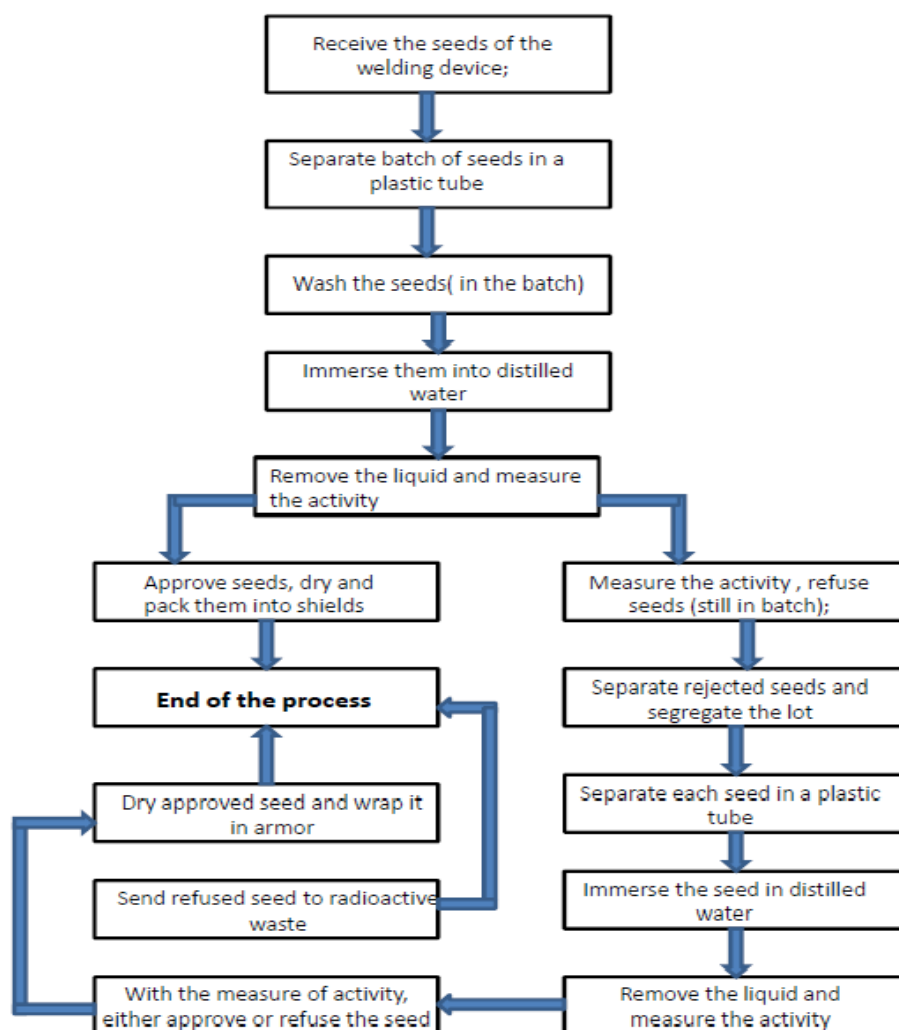 Receive the seeds of the
welding device;
Separate batch of seeds in a
plastic tube
Wash the seeds( in the batch)
Immerse them into distilled
water
Remove the liquid and measure
the activity
Approve seeds, dry and
pack them into shields
End of the process
Dry approved seed and wrap it
in armor
Send refused seed to radioactive
waste
With the measure of activity,
either approve or refuse the seed
Measure the activity , refuse
seeds (still in batch);
Separate rejected seeds and
segregate the lot
Separate each seed in a plastic
tube
Immerse the seed in distilled
water
Remove the liquid and
measure the activity